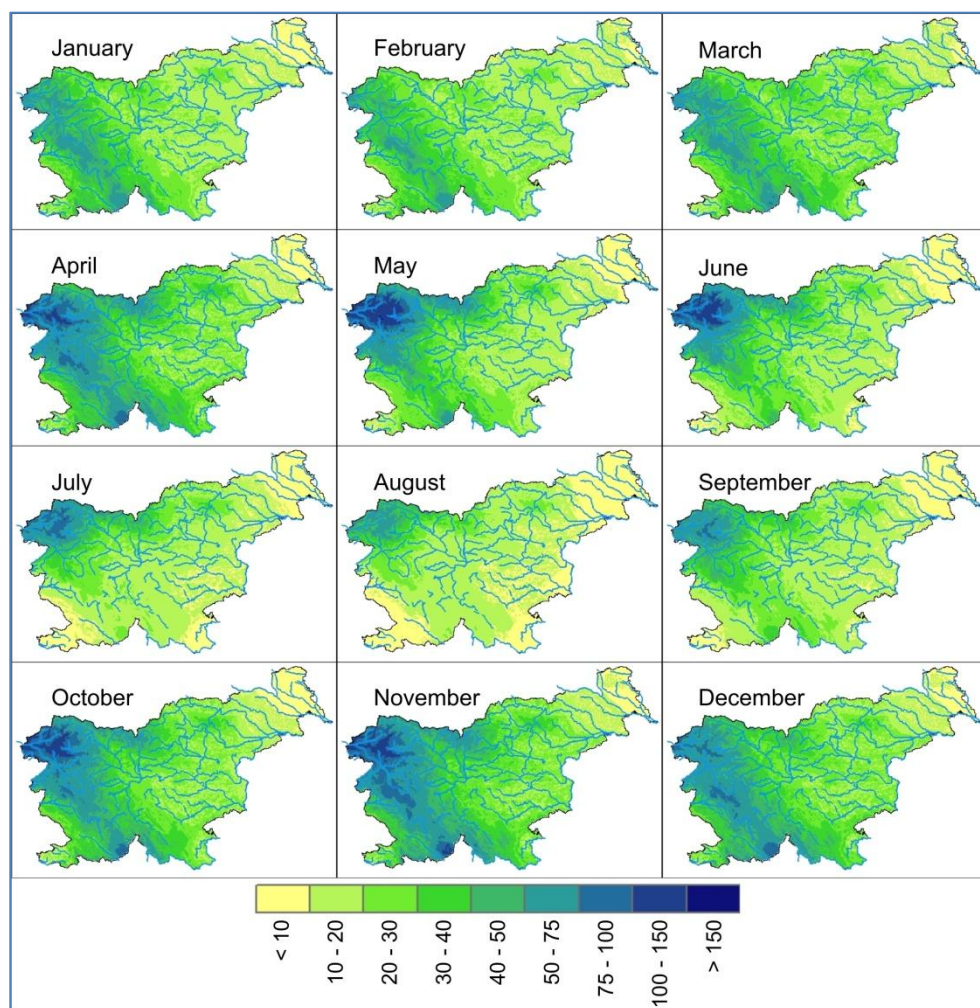 January
February
March
April
May
June
July
August
September
October
November
December
< 10
10 - 20
20 - 30
30 - 40
40 - 50
50 - 75
75 - 100
100 - 150
> 150